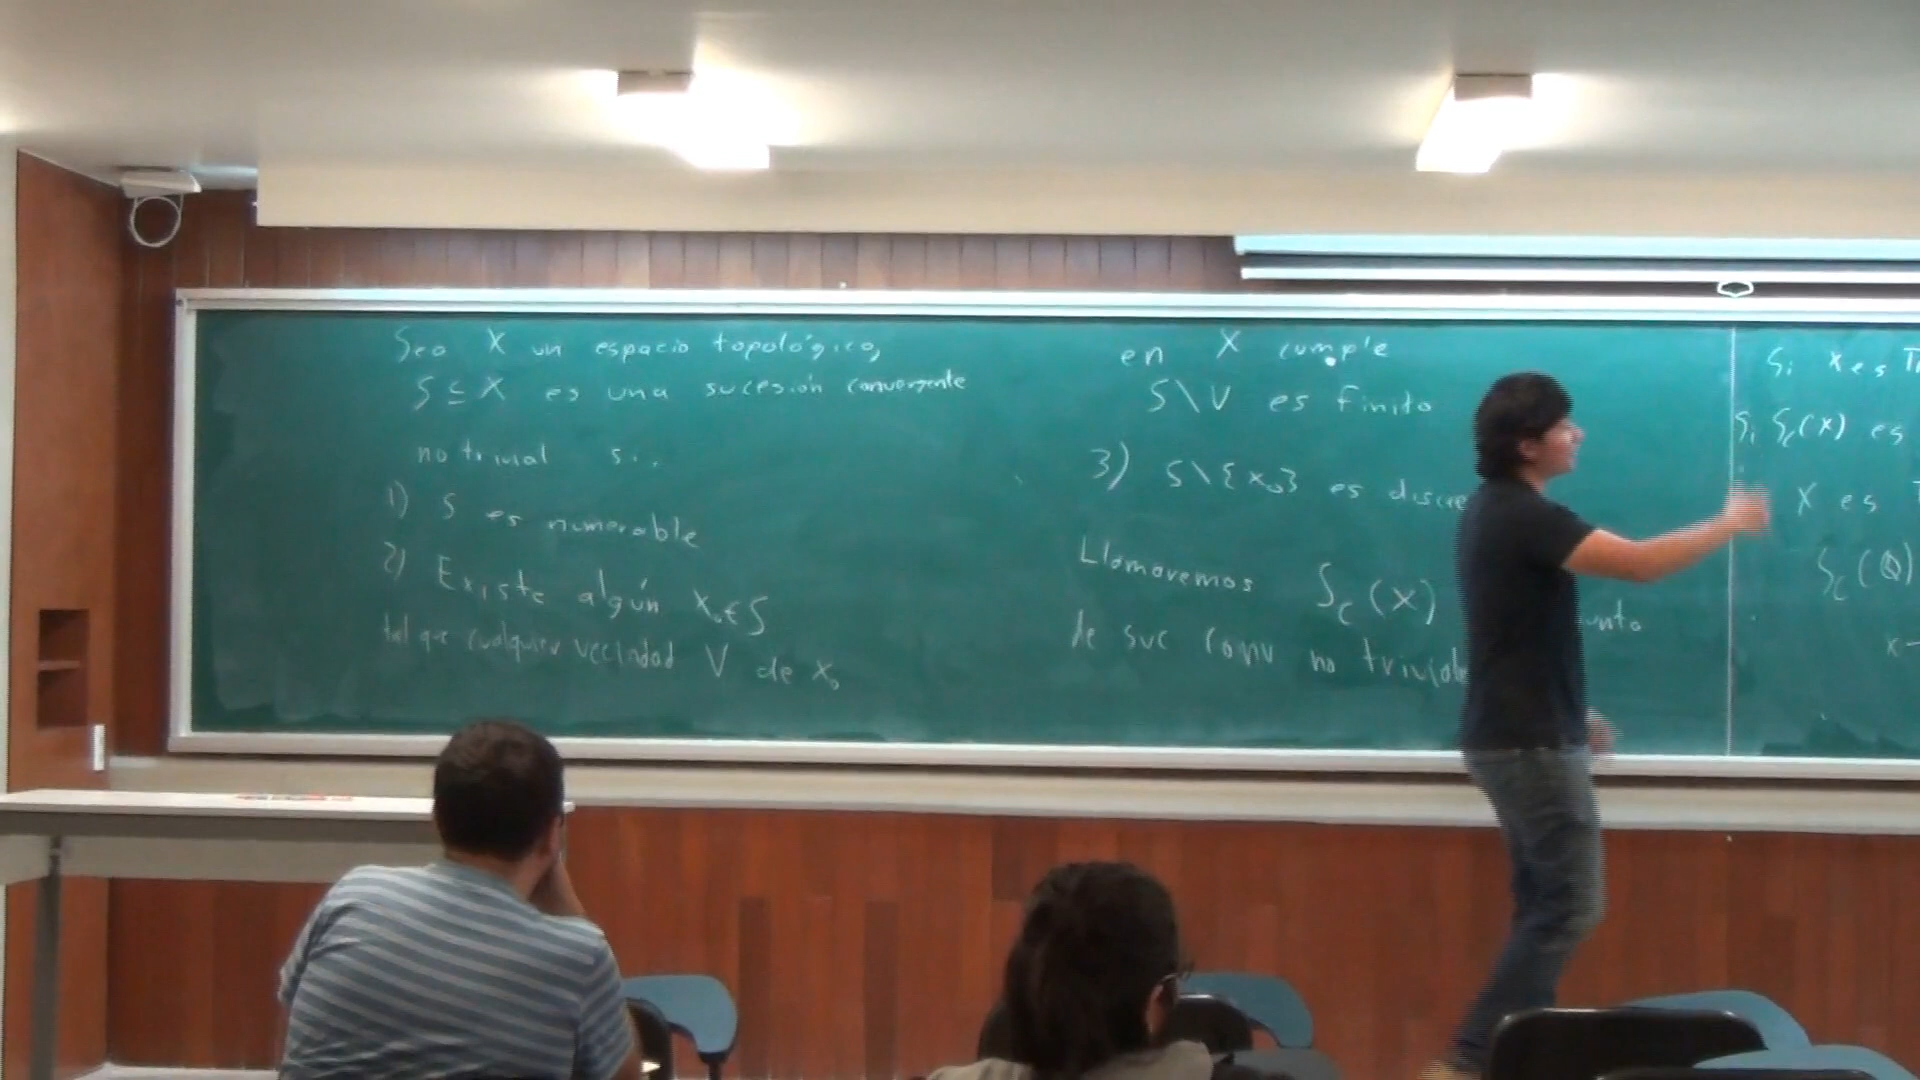 Sea X un espacio topológico,
S ⊆ X es una sucesión convergente
no trivial si:
1) S es numerable
2) Existe algún x₀ ∈ S
tal que cualquier vecindad V de x₀
en X cumple
S \ V es finito
3) S \ {x₀} es
Llamaremos S_c(X)
de suc conv no
Si X es
Si S_c(X) es
X es
S_c(Q)